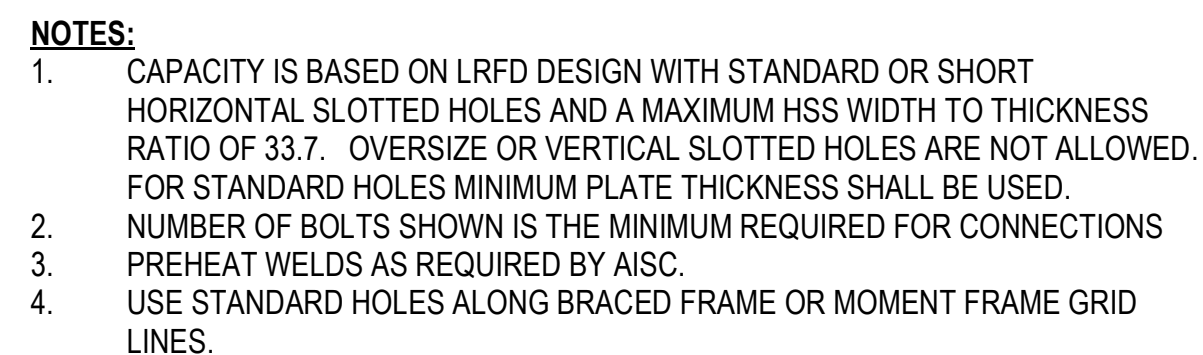 NOTES:
1. CAPACITY IS BASED ON LRFD DESIGN WITH STANDARD OR SHORT
HORIZONTAL SLOTTED HOLES AND A MAXIMUM HSS WIDTH TO THICKNESS
RATIO OF 33.7. OVERSIZE OR VERTICAL SLOTTED HOLES ARE NOT ALLOWED.
FOR STANDARD HOLES MINIMUM PLATE THICKNESS SHALL BE USED.
2. NUMBER OF BOLTS SHOWN IS THE MINIMUM REQUIRED FOR CONNECTIONS
3. PREHEAT WELDS AS REQUIRED BY AISC.
4. USE STANDARD HOLES ALONG BRACED FRAME OR MOMENT FRAME GRID
LINES.